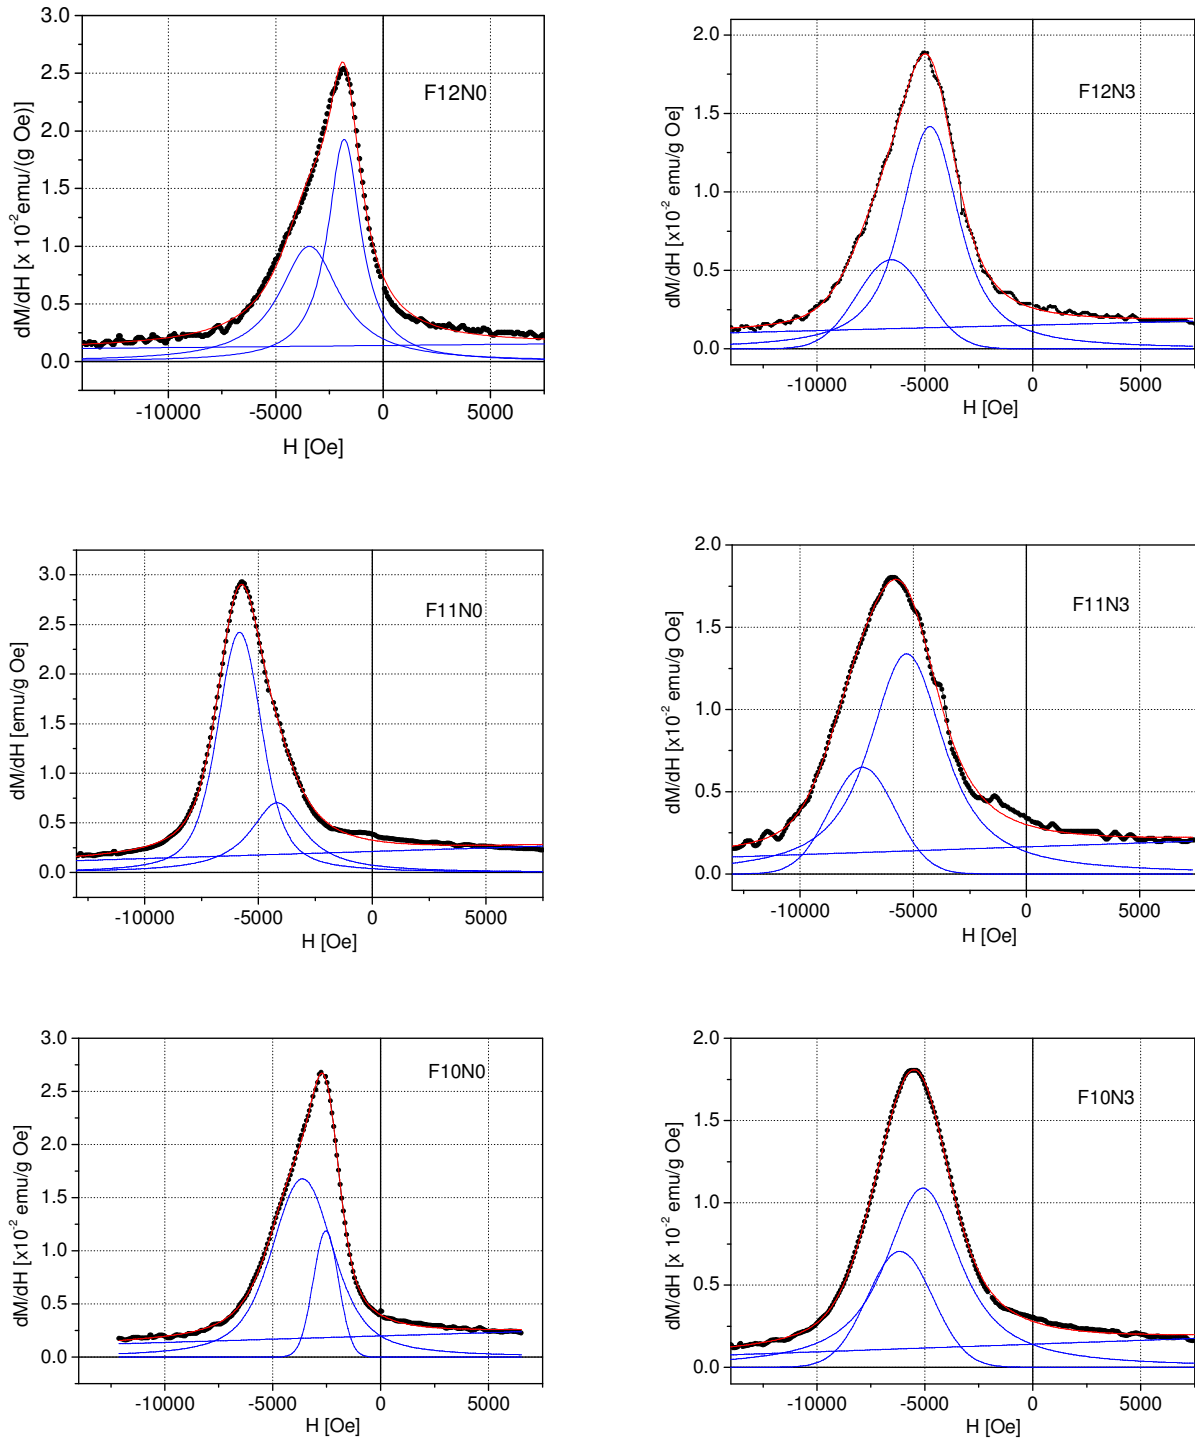 3.0
2.5
2.0
1.5
1.0
0.5
0.0
dM/dH [x 10-2emu/(g Oe)]
F12N0
-10000 -5000 0 5000
H [Oe]
2.0
1.5
1.0
0.5
0.0
dM/dH [x10-2 emu/g Oe]
F12N3
-10000 -5000 0 5000
H [Oe]
3.0
2.5
2.0
1.5
1.0
0.5
0.0
dM/dH [emu/g Oe]
F11N0
-10000 -5000 0 5000
H [Oe]
2.0
1.5
1.0
0.5
0.0
dM/dH [x10-2 emu/g Oe]
F11N3
-10000 -5000 0 5000
H [Oe]
3.0
2.5
2.0
1.5
1.0
0.5
0.0
dM/dH [x10-2 emu/g Oe]
F10N0
-10000 -5000 0 5000
H [Oe]
2.0
1.5
1.0
0.5
0.0
dM/dH [x 10-2 emu/g Oe]
F10N3
-10000 -5000 0 5000
H [Oe]